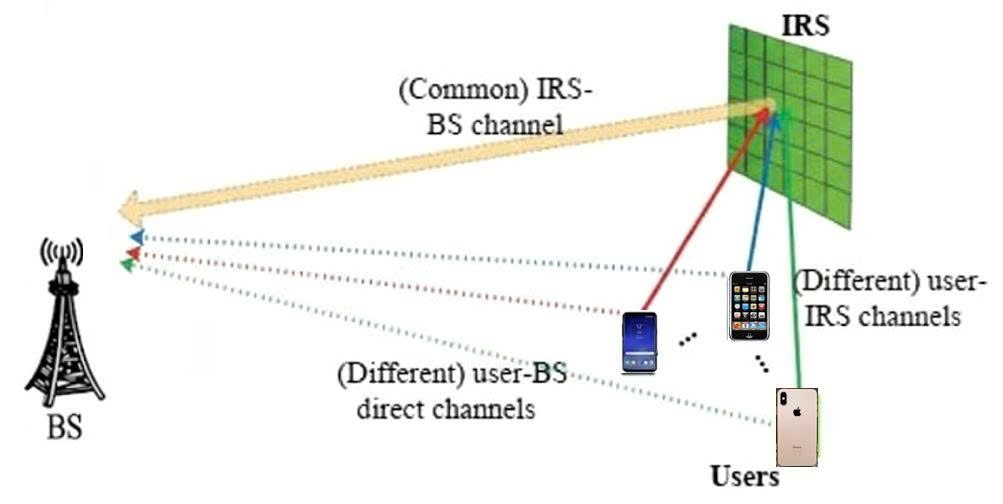 IRS
(Common) IRS-
BS channel
(Different) user-
IRS channels
(Different) user-BS
direct channels
BS
Users